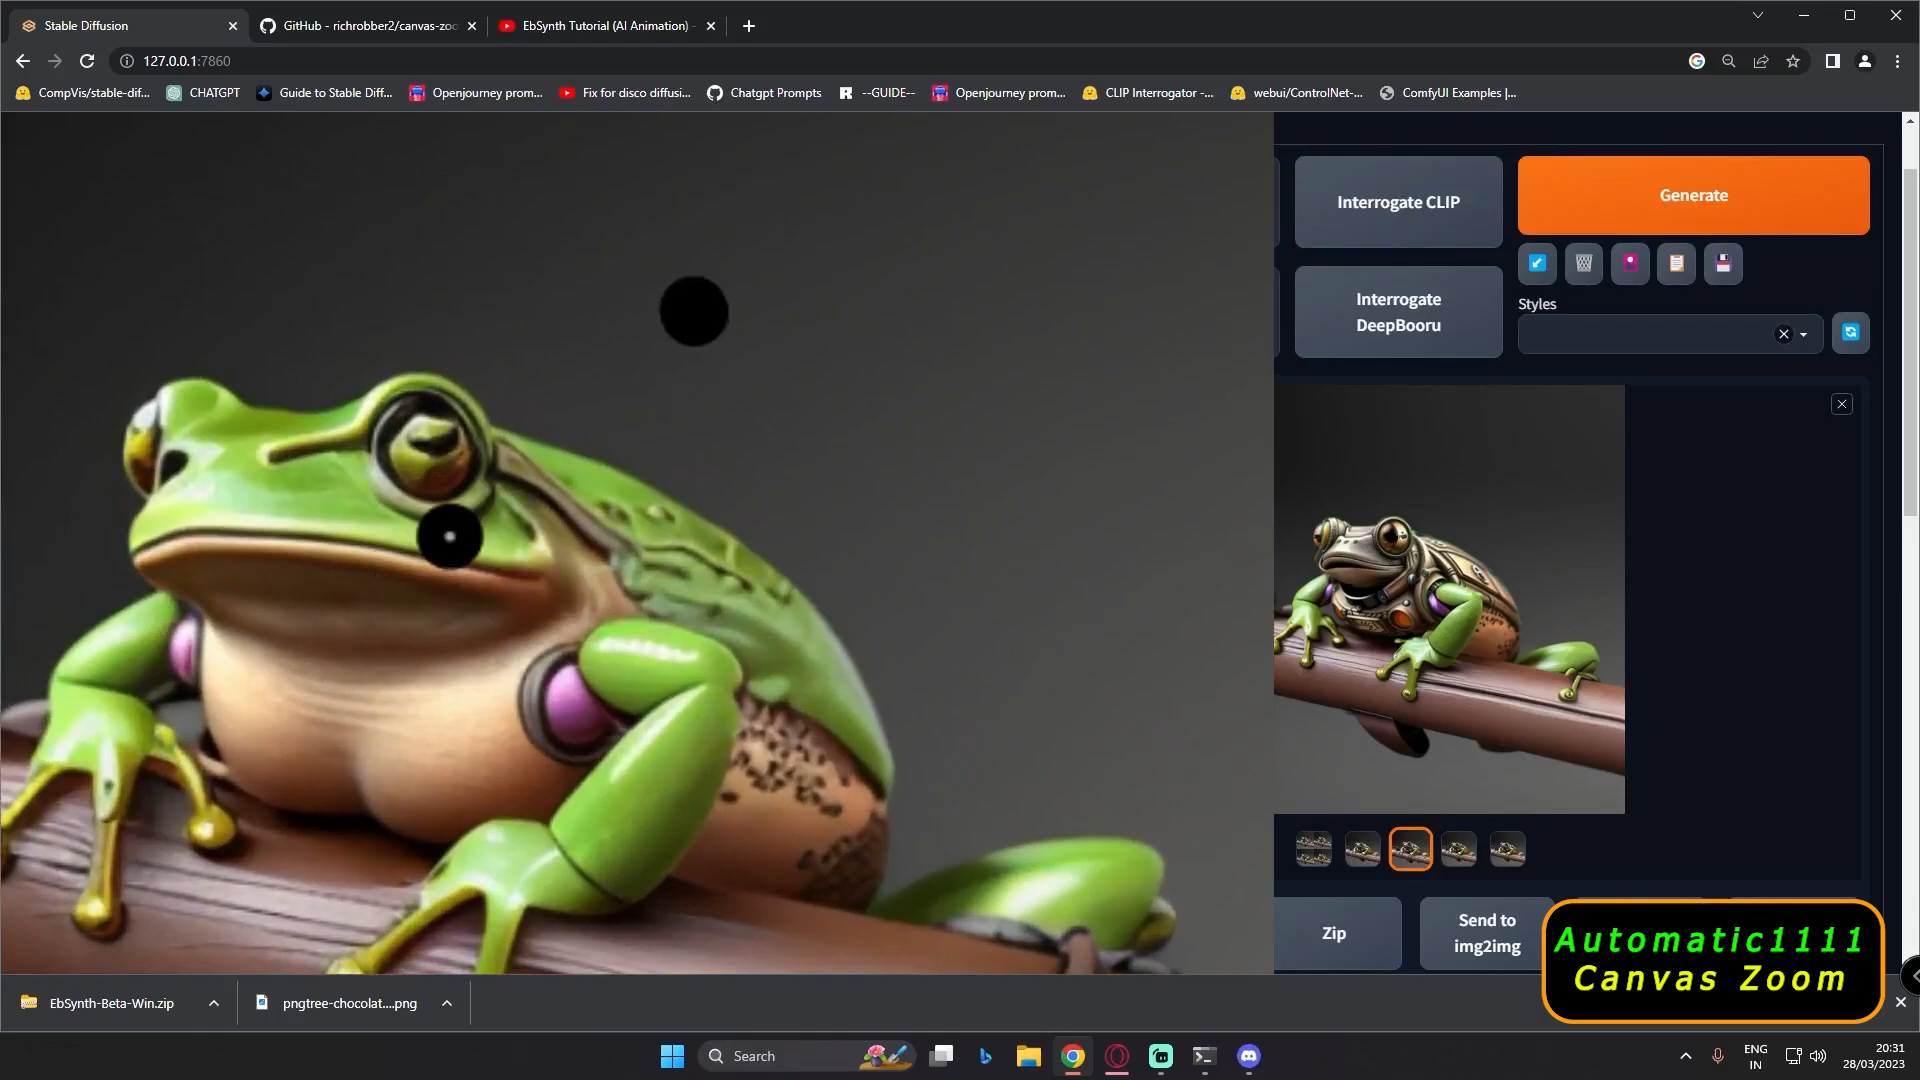 Stable Diffusion
GitHub - richrobber2/canvas-zoo
EbSynth Tutorial (AI Animation) -
127.0.0.1:7860
CompVis/stable-dif...
CHATGPT
Guide to Stable Diff...
Openjourney prom...
Fix for disco diffusi...
Chatgpt Prompts
--GUIDE--
Openjourney prom...
CLIP Interrogator -...
webui/ControlNet-...
ComfyUI Examples |...
Interrogate CLIP
Generate
Interrogate
DeepBooru
Styles
Zip
Send to
img2img
Automatic1111
Canvas Zoom
EbSynth-Beta-Win.zip
pngtree-chocolat....png
Search
ENG
IN
20:31
28/03/2023